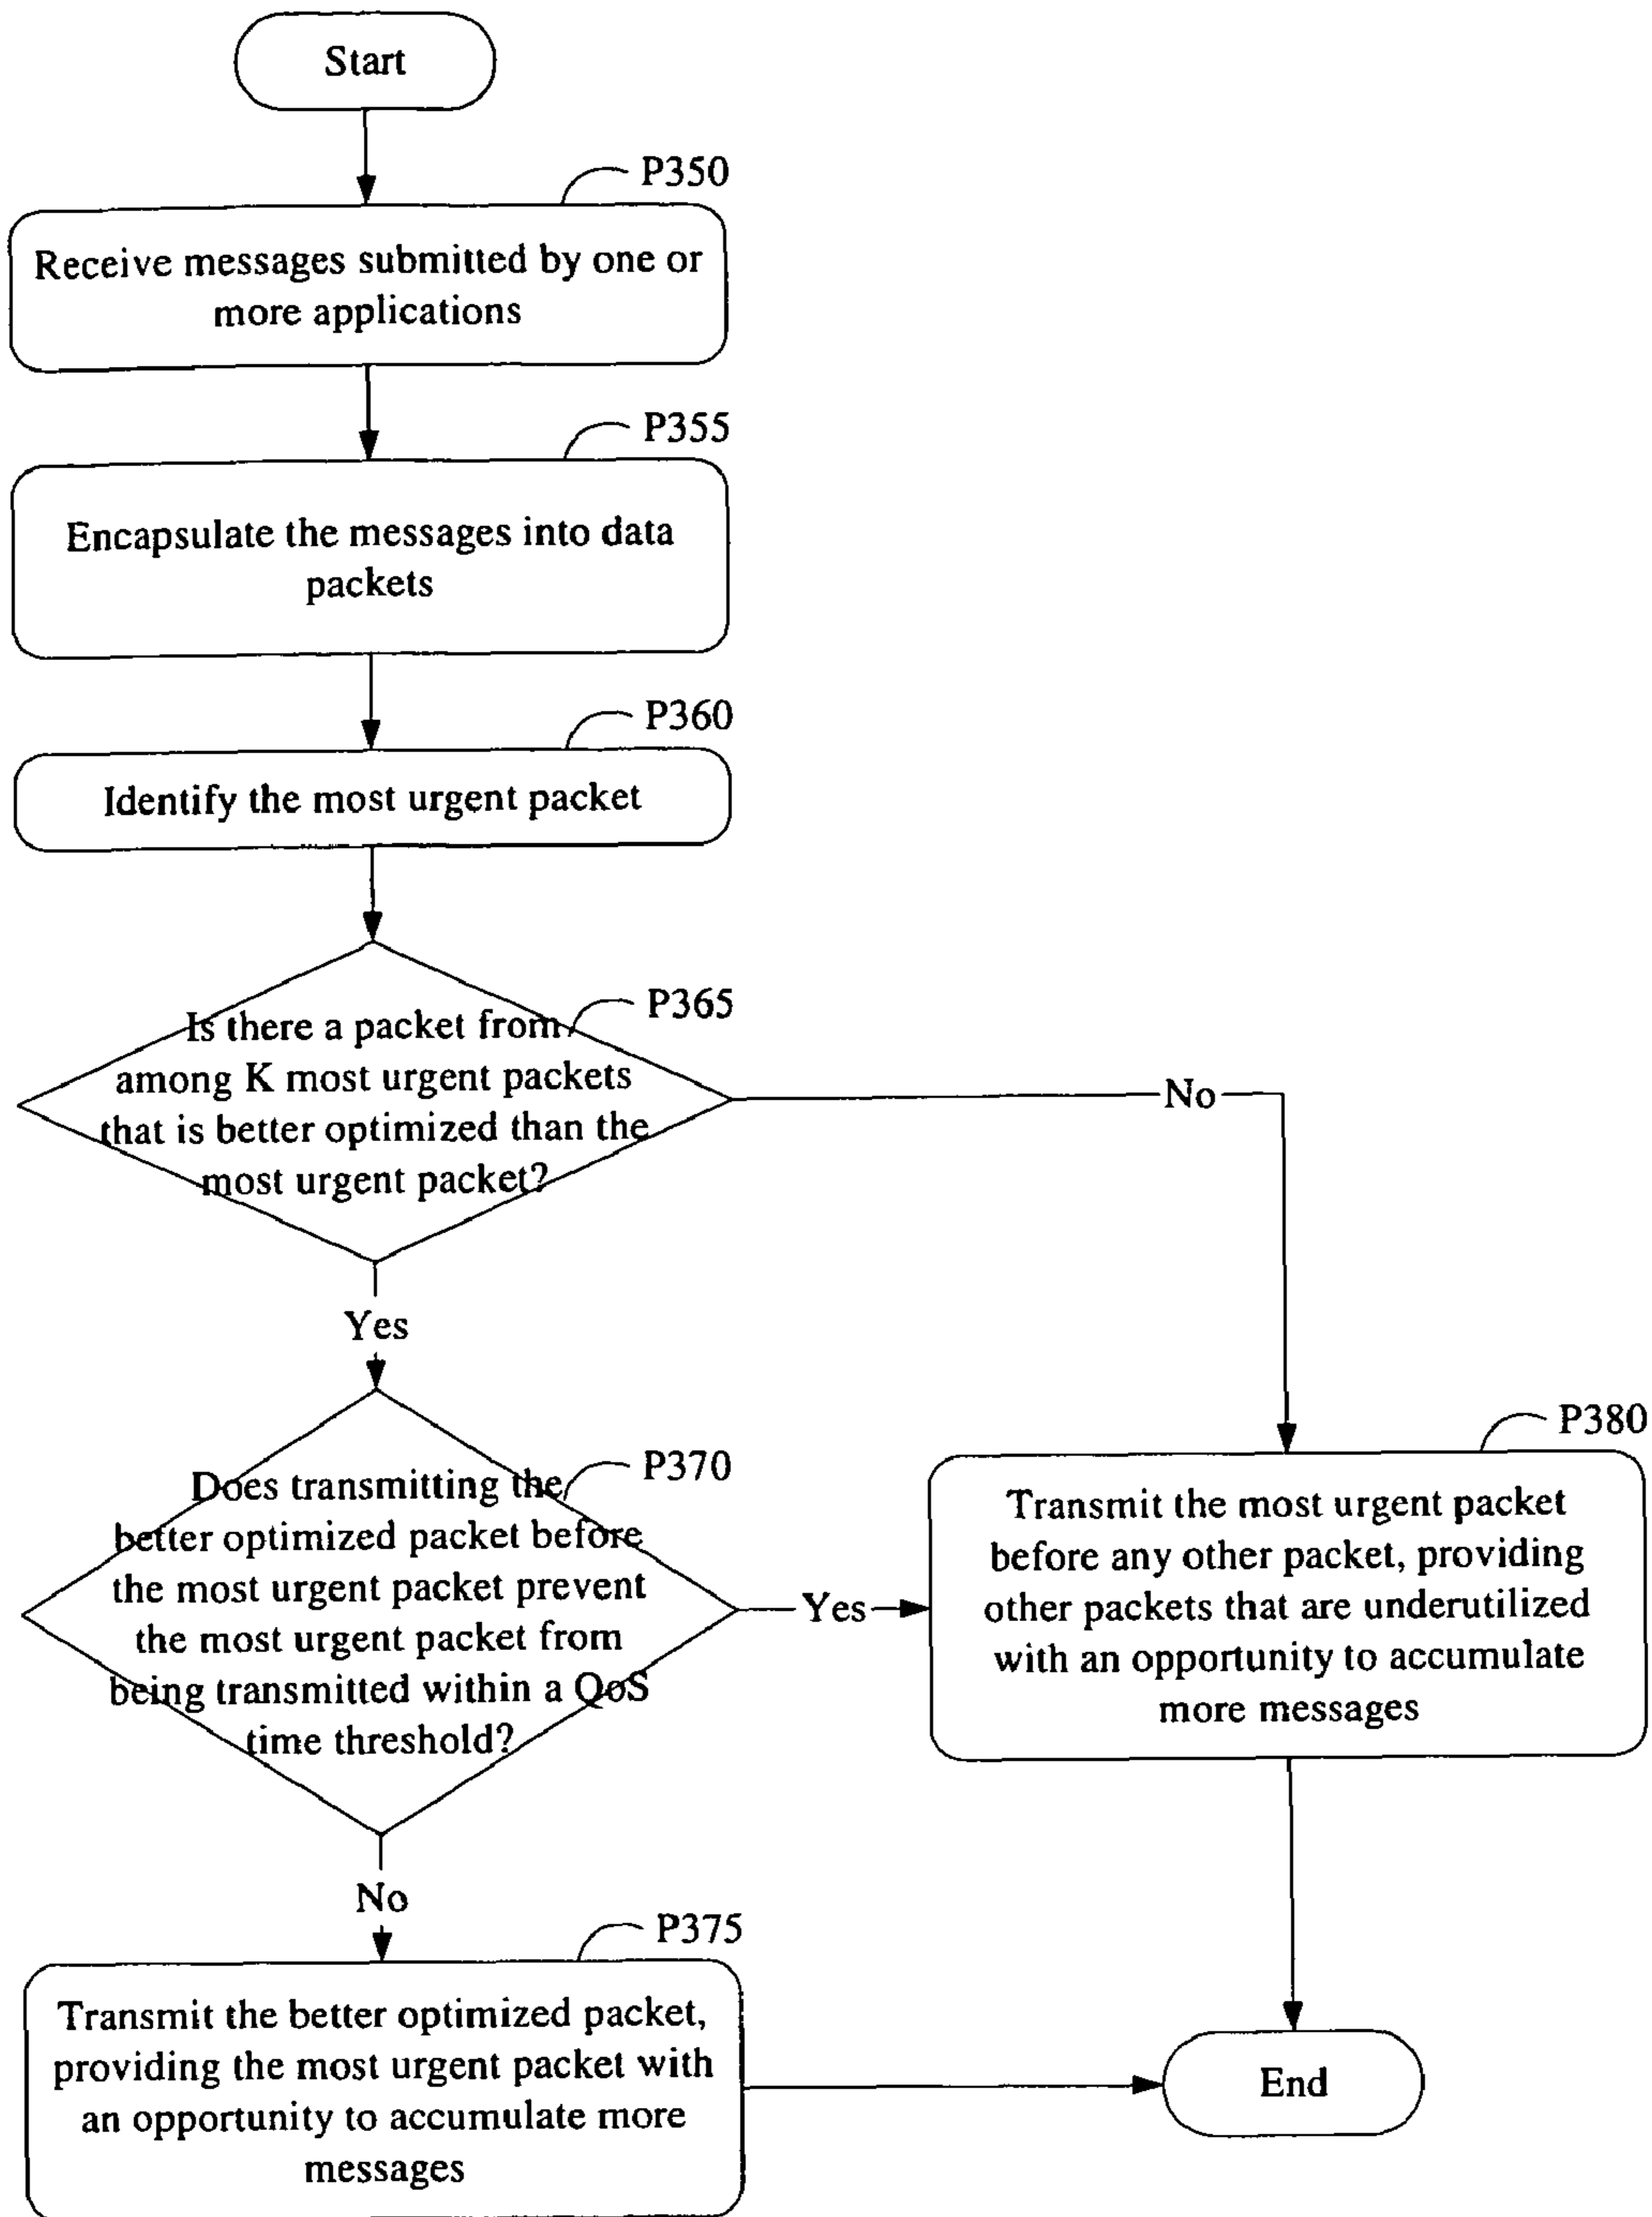 Start
P350
Receive messages submitted by one or
more applications
P355
Encapsulate the messages into data
packets
P360
Identify the most urgent packet
P365
Is there a packet from
among K most urgent packets
that is better optimized than the
most urgent packet?
No
Yes
P370
Does transmitting the
better optimized packet before
the most urgent packet prevent
the most urgent packet from
being transmitted within a QoS
time threshold?
Yes
P380
Transmit the most urgent packet
before any other packet, providing
other packets that are underutilized
with an opportunity to accumulate
more messages
No
P375
Transmit the better optimized packet,
providing the most urgent packet with
an opportunity to accumulate more
messages
End